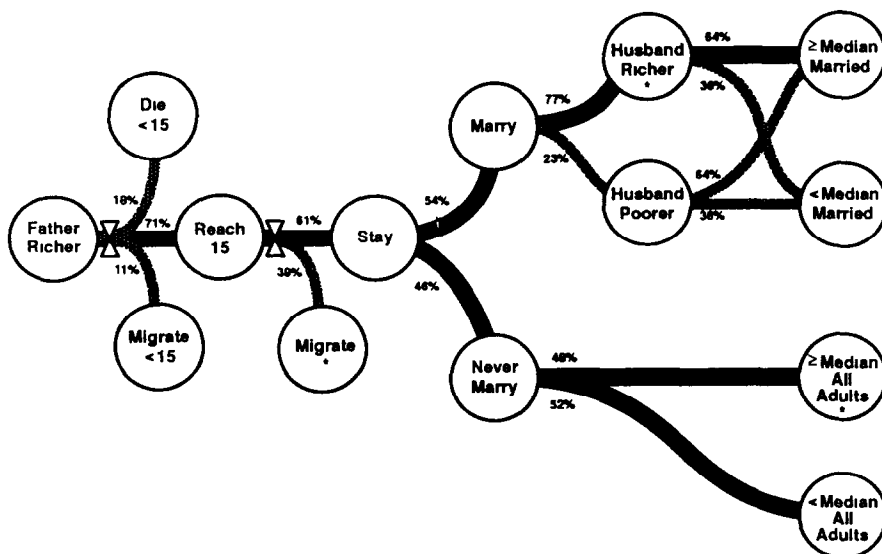 Father
Richer
Die
<15
18%
71%
11%
Migrate
<15
Reach
15
61%
39%
Migrate
*
Stay
54%
46%
Marry
77%
23%
Husband
Richer
*
64%
36%
Husband
Poorer
64%
36%
≥ Median
Married
< Median
Married
Never
Marry
48%
52%
≥ Median
All
Adults
*
< Median
All
Adults